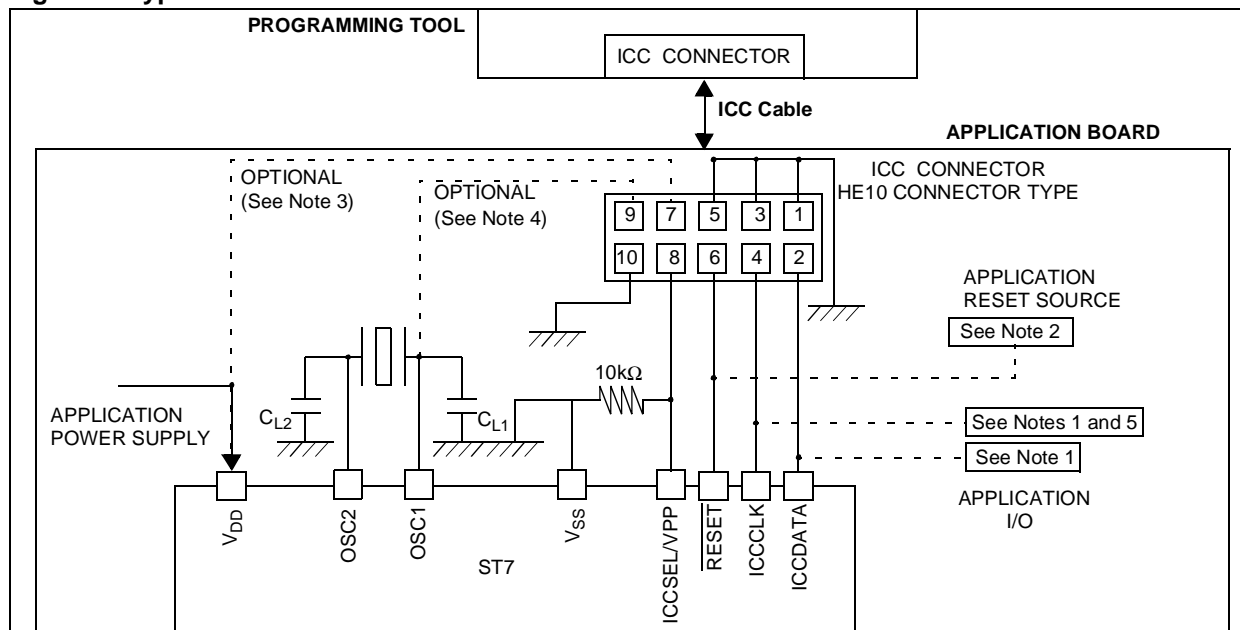 PROGRAMMING TOOL
ICC CONNECTOR
ICC Cable
APPLICATION BOARD
OPTIONAL
(See Note 3)
OPTIONAL
(See Note 4)
ICC CONNECTOR
HE10 CONNECTOR TYPE
9 7 5 3 1
10 8 6 4 2
APPLICATION
RESET SOURCE
See Note 2
10kΩ
APPLICATION
POWER SUPPLY
CL2
CL1
See Notes 1 and 5
See Note 1
APPLICATION
I/O
VDD
OSC2
OSC1
VSS
ICCSEL/VPP
RESET
ICCCLK
ICCDATA
ST7